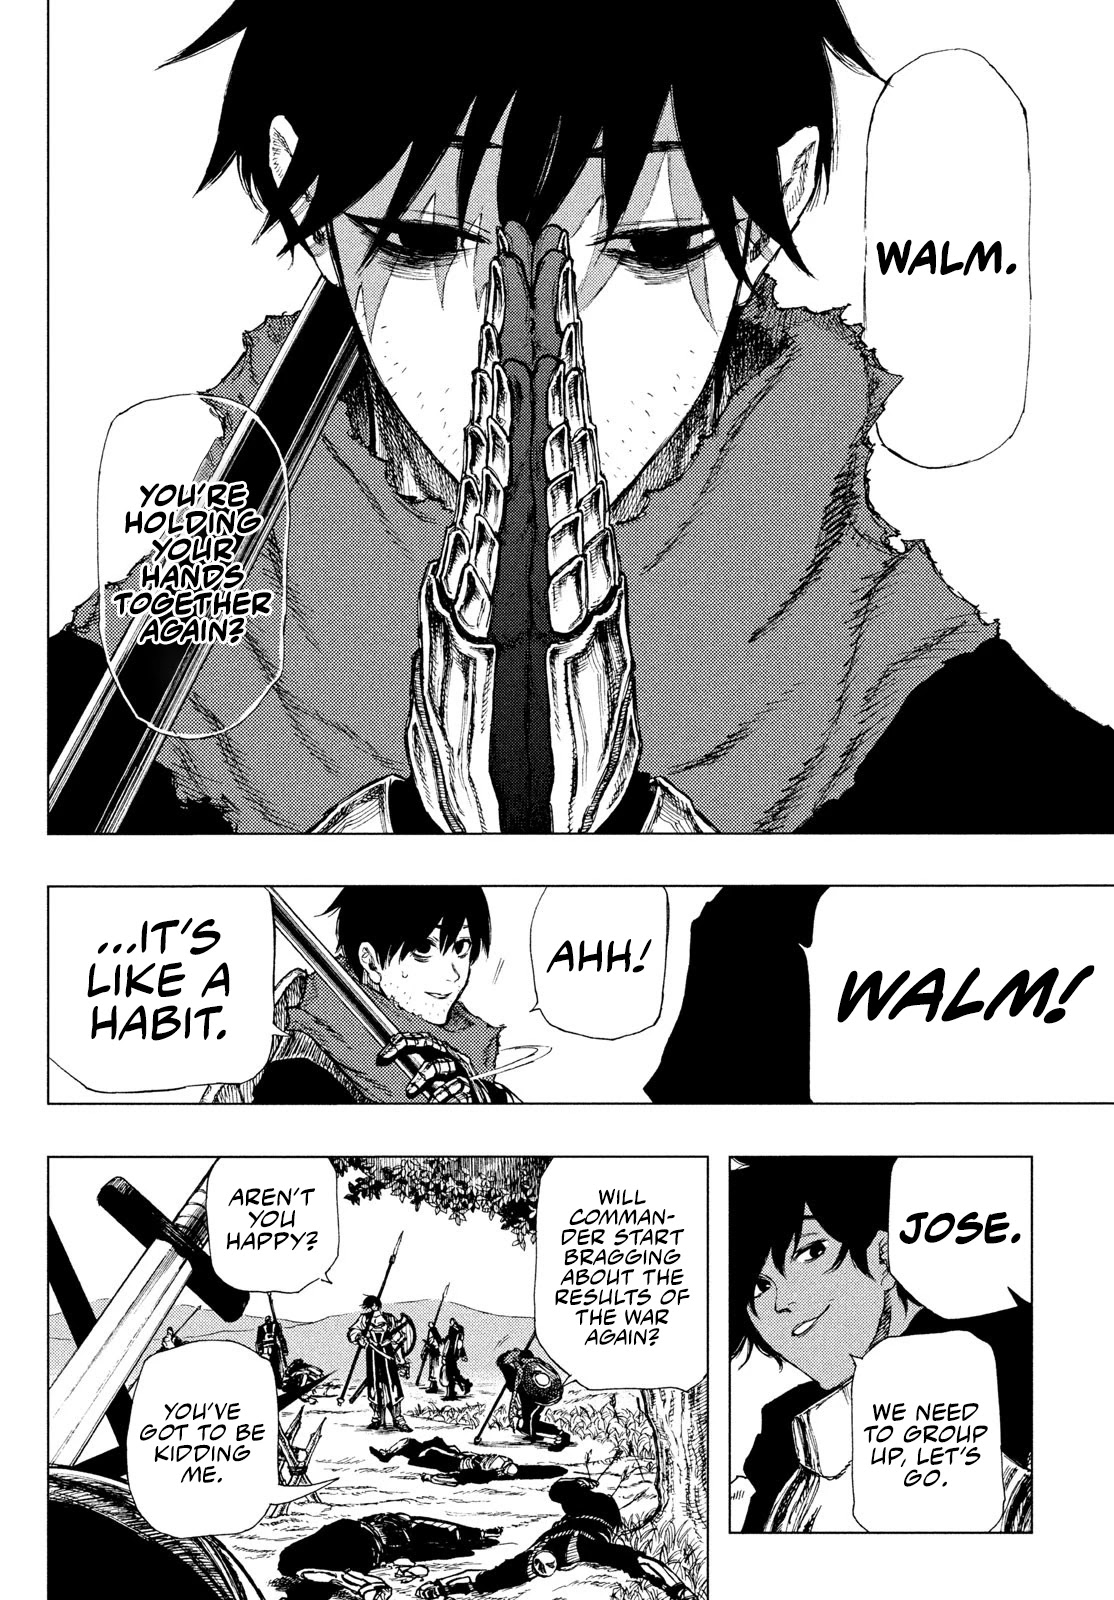 WALM.
YOU'RE
HOLDING
YOUR
HANDS
TOGETHER
AGAIN?
WALM!
AHH!
...IT'S
LIKE A
HABIT.
JOSE.
WE NEED
TO GROUP
UP, LET'S
GO.
WILL
COMMAN-
DER START
BRAGGING
ABOUT THE
RESULTS OF
THE WAR
AGAIN?
AREN'T
YOU
HAPPY?
YOU'VE
GOT TO BE
KIDDING
ME.